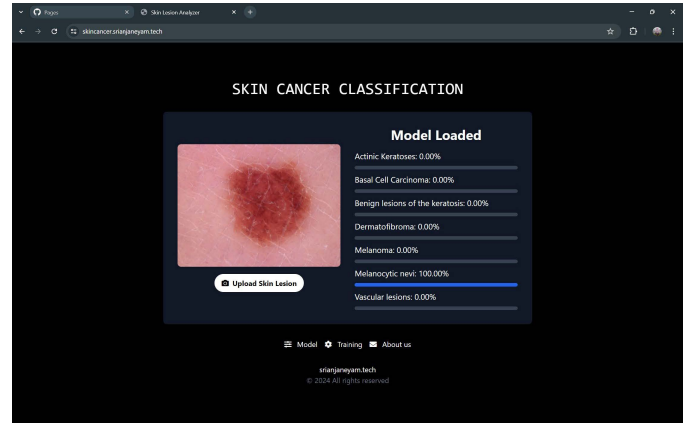 Pages
Skin Lesion Analyzer
skincancer.srianjaneyam.tech
SKIN CANCER CLASSIFICATION
Model Loaded
Actinic Keratoses: 0.00%
Basal Cell Carcinoma: 0.00%
Benign lesions of the keratosis: 0.00%
Dermatofibroma: 0.00%
Melanoma: 0.00%
Melanocytic nevi: 100.00%
Vascular lesions: 0.00%
Upload Skin Lesion
Model Training About us
srianjaneyam.tech
© 2024 All rights reserved